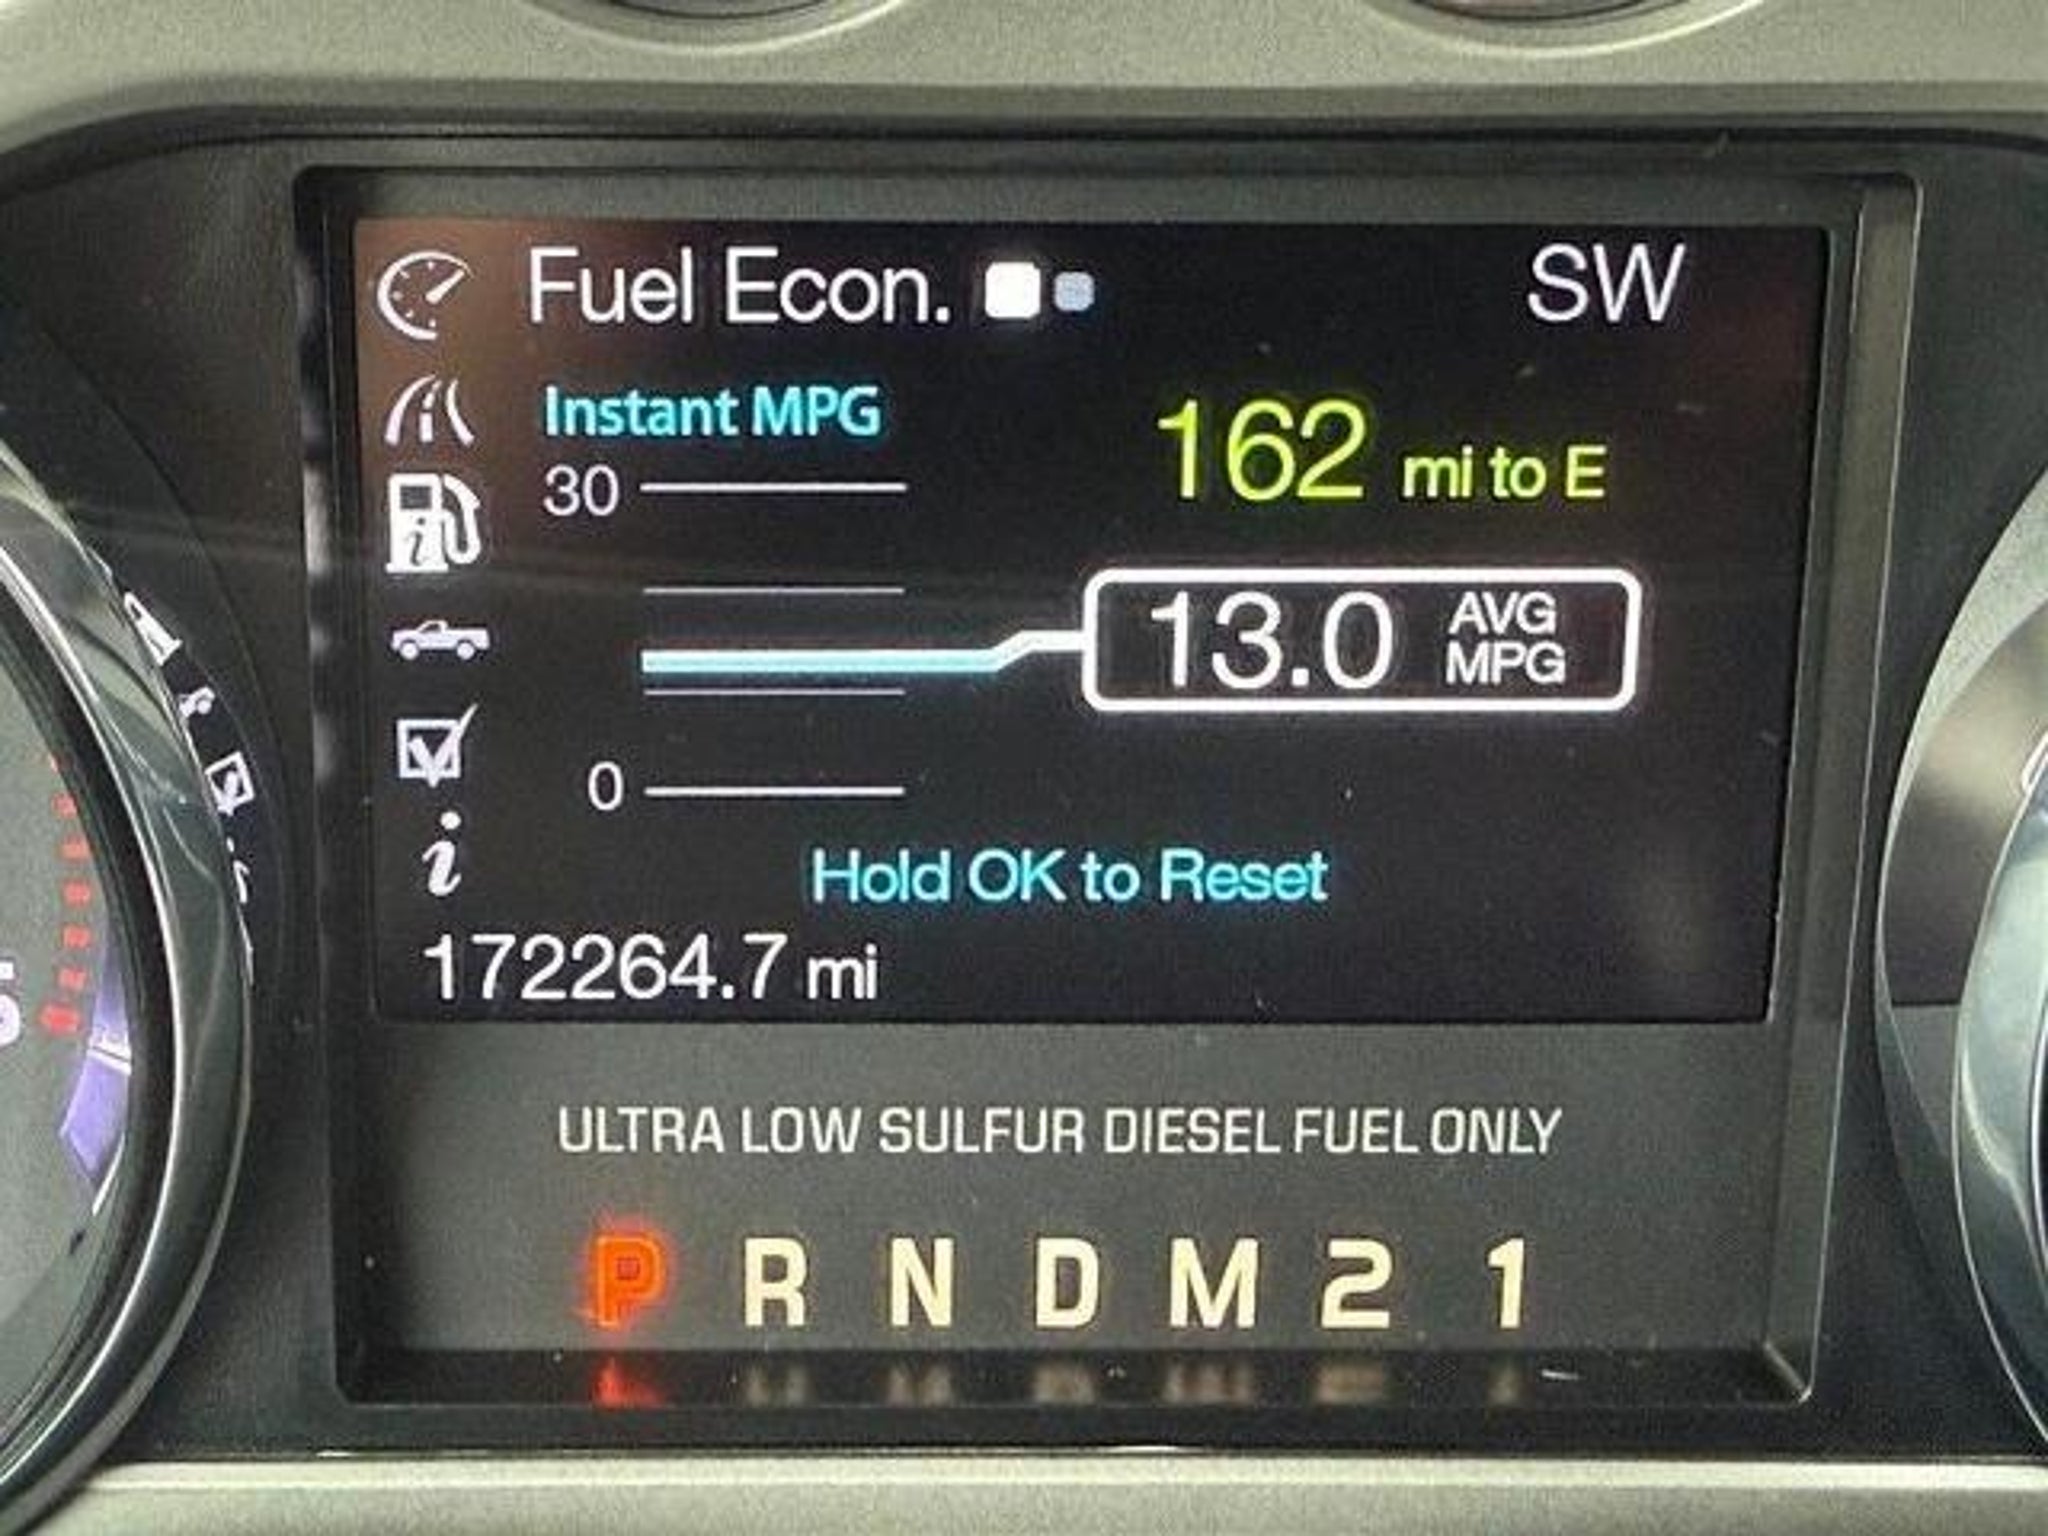 Fuel Econ. SW
Instant MPG
162 mi to E
30
13.0 AVG MPG
0
Hold OK to Reset
172264.7 mi
ULTRA LOW SULFUR DIESEL FUEL ONLY
P R N D M 2 1